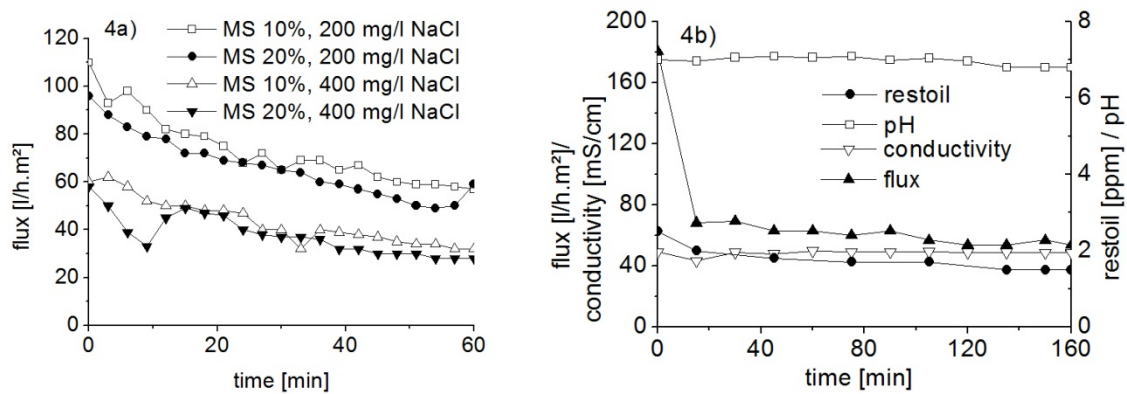 4a)
MS 10%, 200 mg/l NaCl
MS 20%, 200 mg/l NaCl
MS 10%, 400 mg/l NaCl
MS 20%, 400 mg/l NaCl
120
100
80
60
40
20
0
flux [l/h.m²]
0 20 40 60
time [min]
4b)
restoil
pH
conductivity
flux
200
160
120
80
40
0
flux [l/h.m²]/
conductivity [mS/cm]
8
6
4
2
0
restoil [ppm] / pH
0 40 80 120 160
time [min]